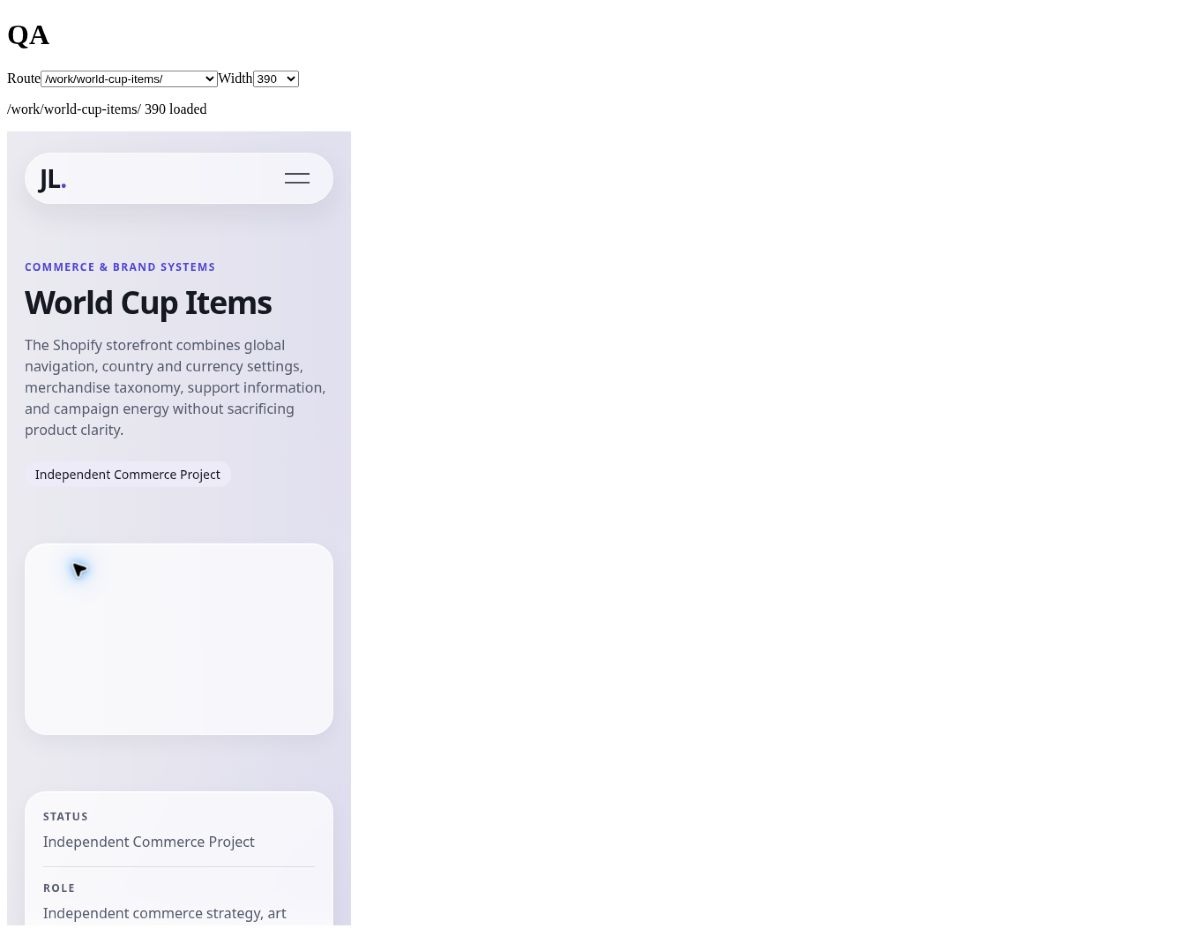 QA
Route /work/world-cup-items/ Width 390
/work/world-cup-items/ 390 loaded
JL.
COMMERCE & BRAND SYSTEMS
World Cup Items
The Shopify storefront combines global
navigation, country and currency settings,
merchandise taxonomy, support information,
and campaign energy without sacrificing
product clarity.
Independent Commerce Project
STATUS
Independent Commerce Project
ROLE
Independent commerce strategy, art